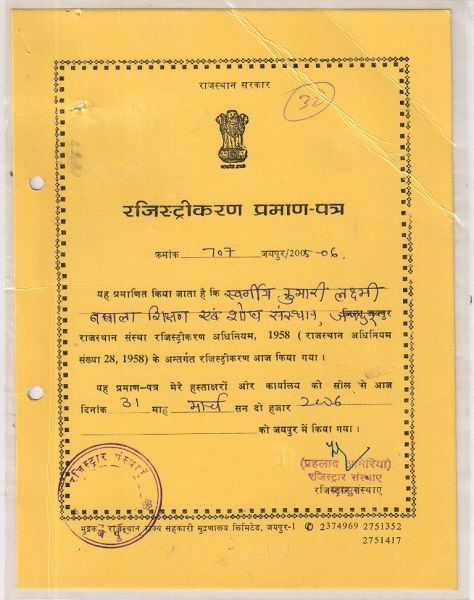 राजस्थान सरकार
32
रजिस्ट्रीकरण प्रमाण-पत्र
क्रमांक 707 जयपुर/2005-06.
यह प्रमाणित किया जाता है कि स्वर्गीय कुमारी लक्ष्मी
बबाला शिक्षण एवं शोध संस्थान, जयपुर
राजस्थान संस्था रजिस्ट्रीकरण अधिनियम, 1958 ( राजस्थान अधिनियम
संख्या 28, 1958) के अन्तर्गत रजिस्ट्रीकरण आज किया गया ।
यह प्रमाण-पत्र मेरे हस्ताक्षरों और कार्यालय की सील से आज
दिनांक 31 माह मार्च सन दो हजार 2006
को जयपुर में किया गया ।
(प्रहलाद
रजिस्ट्रार संस्थाए
रजिस्ट्रार संस्थाएं
रजिस्ट्रार संस्थाएं
मुद्रक राजस्थान राज्य सहकारी मुद्रणालय लिमिटेड, जयपुर-1 ✆ 2374969 2751352
2751417